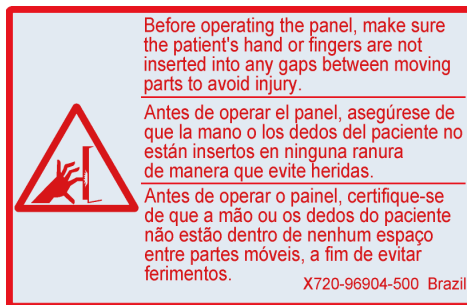 Before operating the panel, make sure
the patient's hand or fingers are not
inserted into any gaps between moving
parts to avoid injury.
Antes de operar el panel, asegúrese de
que la mano o los dedos del paciente no
están insertos en ninguna ranura
de manera que evite heridas.
Antes de operar o painel, certifique-se
de que a mão ou os dedos do paciente
não estão dentro de nenhum espaço
entre partes móveis, a fim de evitar
ferimentos.
X720-96904-500 Brazil